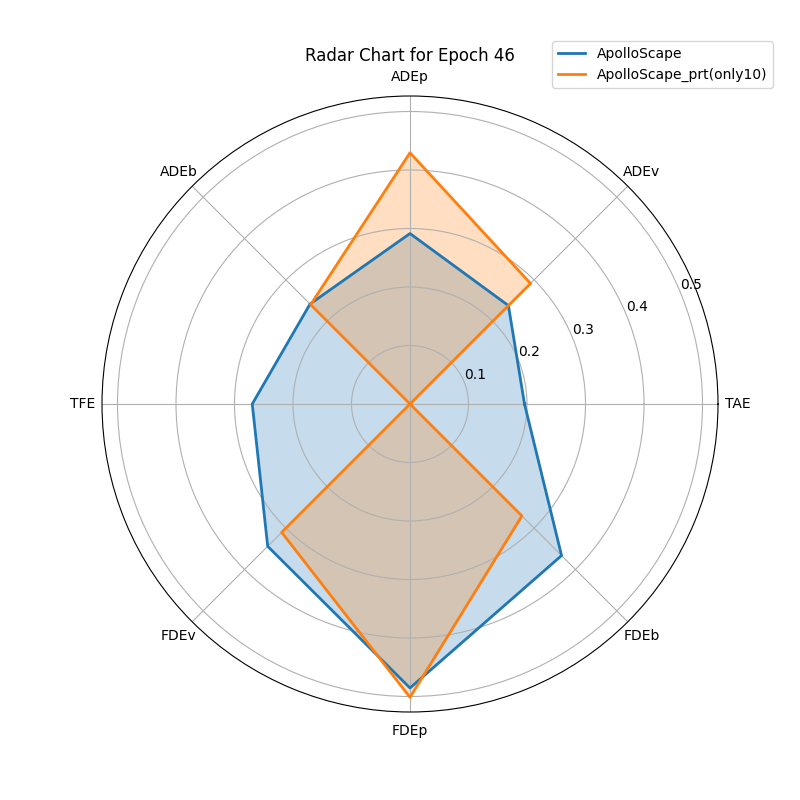 Radar Chart for Epoch 46
ApolloScape
ApolloScape_prt(only10)
ADEp
ADEb
ADEv
0.5
0.4
0.3
0.2
0.1
TFE
TAE
FDEv
FDEb
FDEp